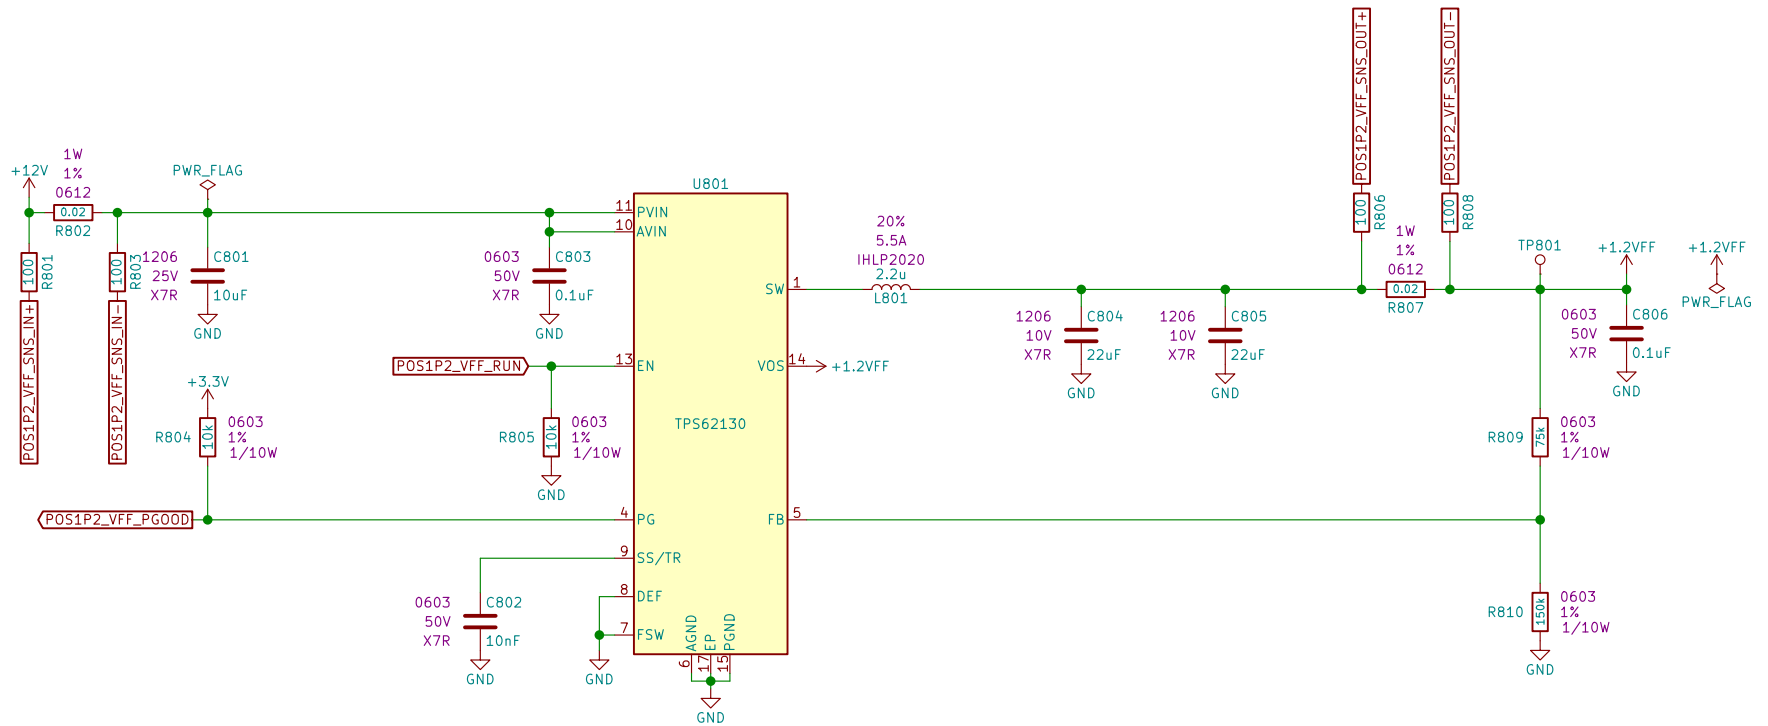 POS1P2_VFF_SNS_OUT+
POS1P2_VFF_SNS_OUT-
+12V
1W
1%
0612
0.02
R802
PWR_FLAG
100
R801
POS1P2_VFF_SNS_IN+
100
R803
POS1P2_VFF_SNS_IN-
1206
25V
X7R
C801
10uF
GND
0603
50V
X7R
C803
0.1uF
GND
U801
TPS62130
11 PVIN
10 AVIN
13 EN
4 PG
9 SS/TR
8 DEF
7 FSW
AGND
EP
PGND
6
17
15
GND
SW 1
VOS 14
FB 5
+1.2VFF
POS1P2_VFF_RUN
R805
10k
0603
1%
1/10W
GND
+3.3V
R804
10k
0603
1%
1/10W
POS1P2_VFF_PGOOD
0603
50V
X7R
C802
10nF
GND
GND
20%
5.5A
IHLP2020
2.2u
L801
1206
10V
X7R
C804
22uF
GND
1206
10V
X7R
C805
22uF
GND
100
R806
100
R808
1W
1%
0612
0.02
R807
TP801
+1.2VFF
+1.2VFF
PWR_FLAG
0603
50V
X7R
C806
0.1uF
GND
R809
75k
0603
1%
1/10W
R810
150k
0603
1%
1/10W
GND